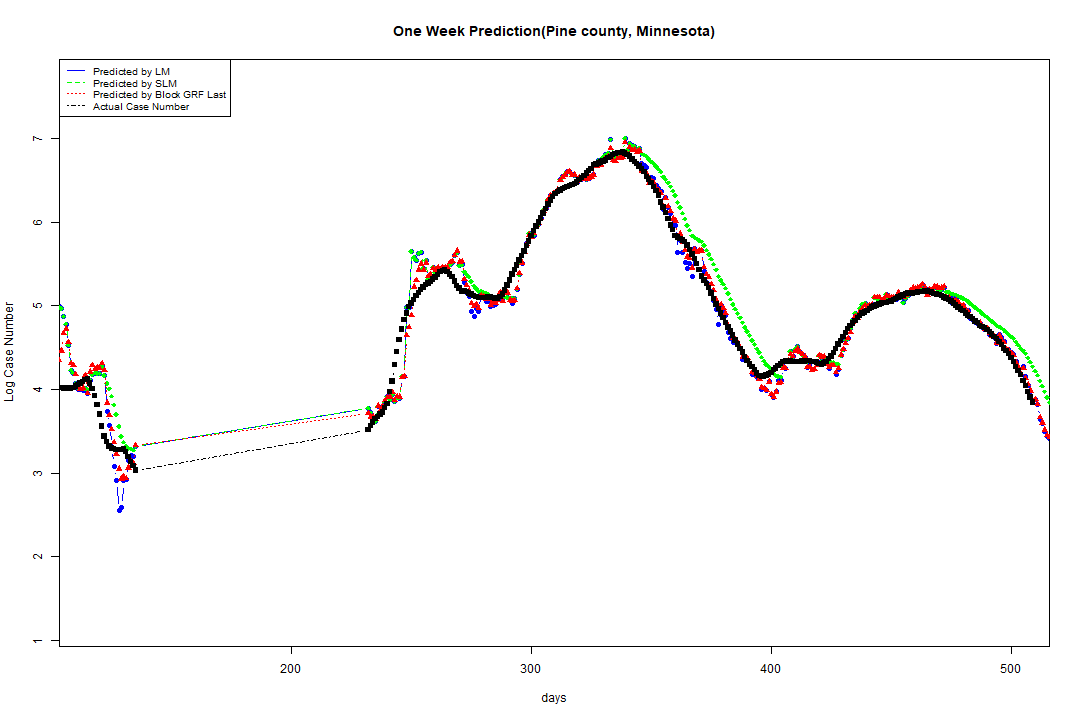 One Week Prediction(Pine county, Minnesota)
Predicted by LM
Predicted by SLM
Predicted by Block GRF Last
Actual Case Number
Log Case Number
7
6
5
4
3
2
1
200 300 400 500
days